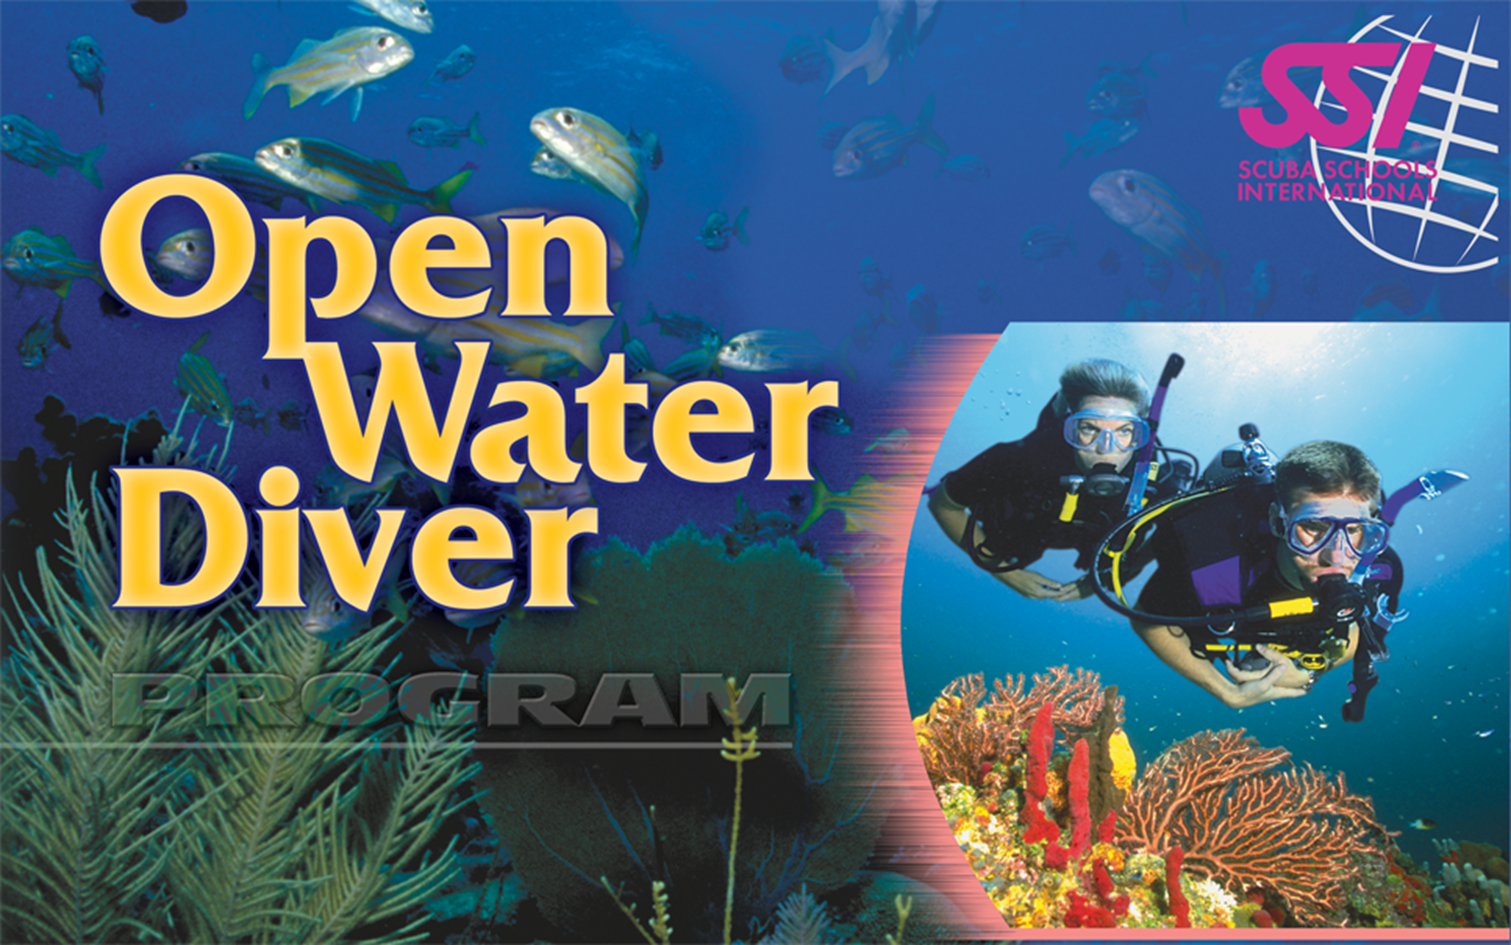 Open
Water
Diver
PROGRAM
SSI
SCUBA SCHOOLS
INTERNATIONAL